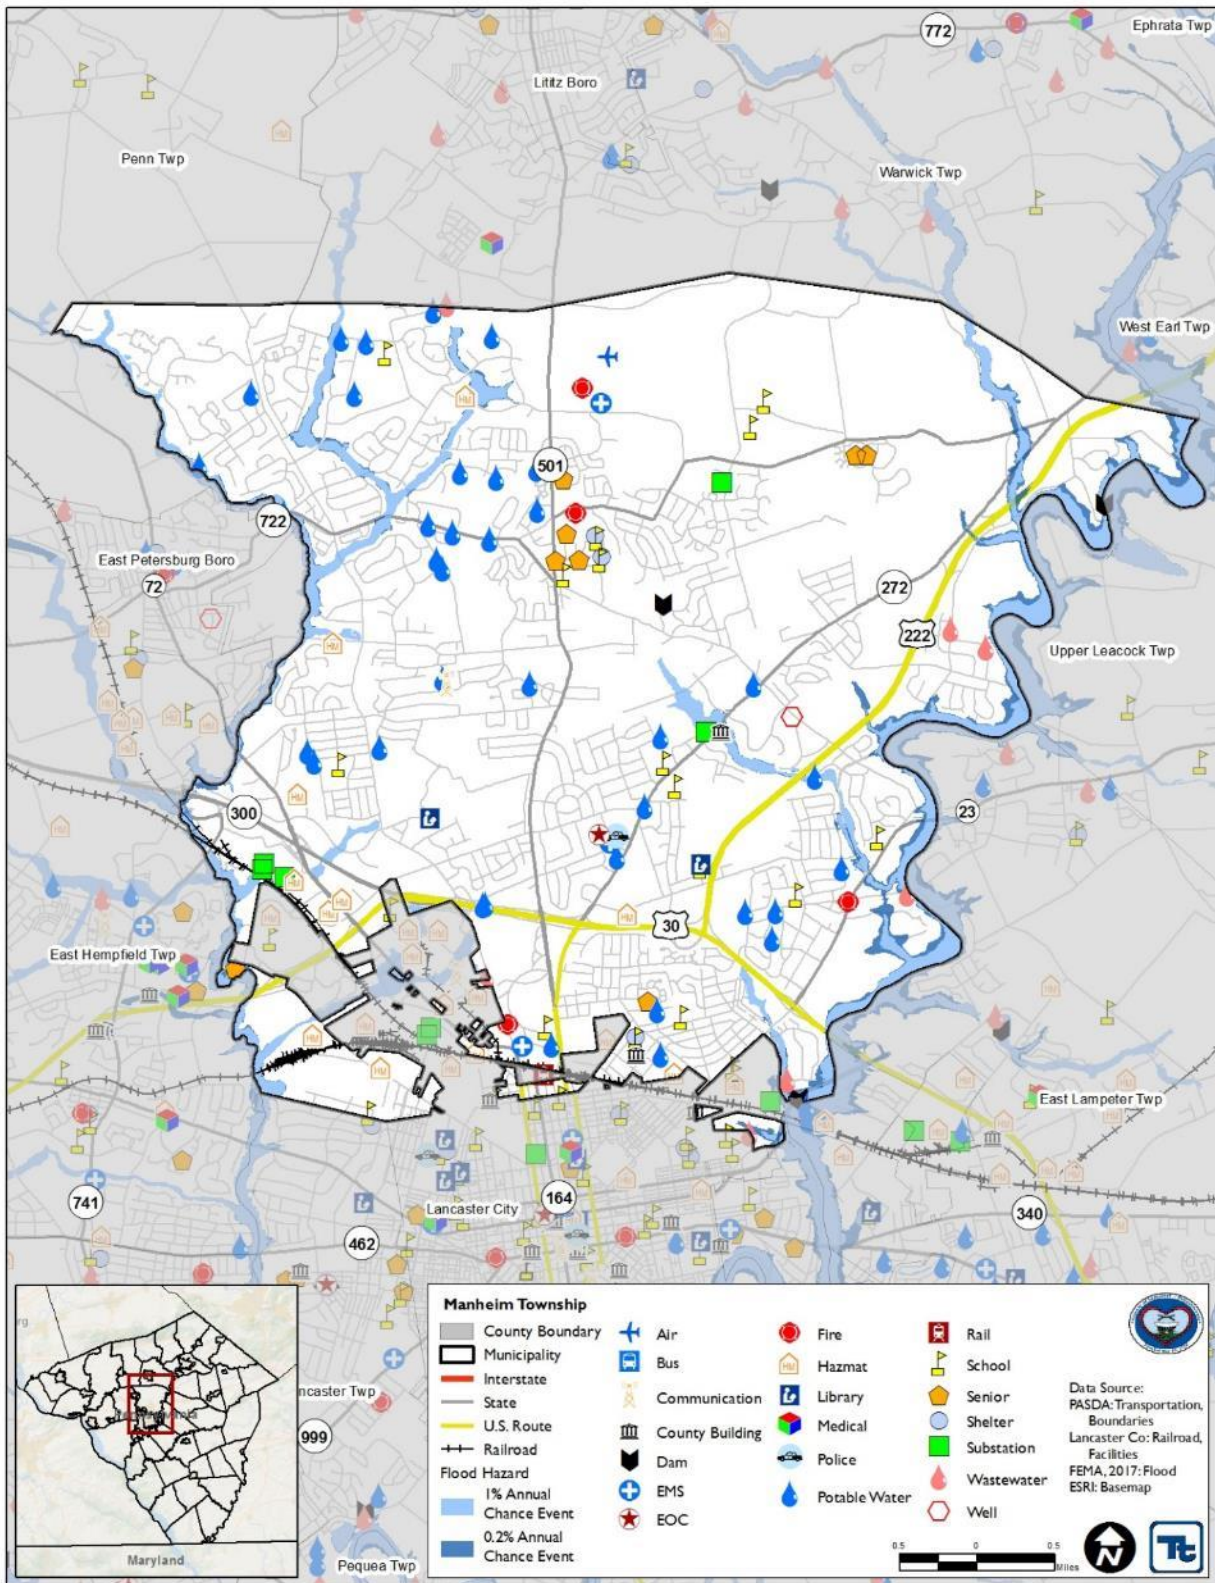 772
Ephrata Twp
Lititz Boro
Penn Twp
Warwick Twp
West Earl Twp
501
722
East Petersburg Boro
72
272
222
Upper Leacock Twp
300
23
30
East Hempfield Twp
East Lampeter Twp
741
164
Lancaster City
340
462
ncaster Twp
999
Pequea Twp
Maryland
Manheim Township
County Boundary
Municipality
Interstate
State
U.S. Route
Railroad
Flood Hazard
1% Annual
Chance Event
0.2% Annual
Chance Event
Air
Bus
Communication
County Building
Dam
EMS
EOC
Fire
HM
Hazmat
Library
Medical
Police
Potable Water
Rail
School
Senior
Shelter
Substation
Wastewater
Well
Data Source:
PASDA: Transportation,
Boundaries
Lancaster Co: Railroad,
Facilities
FEMA, 2017: Flood
ESRI: Basemap
0.5 0 0.5
Miles
N
Tt